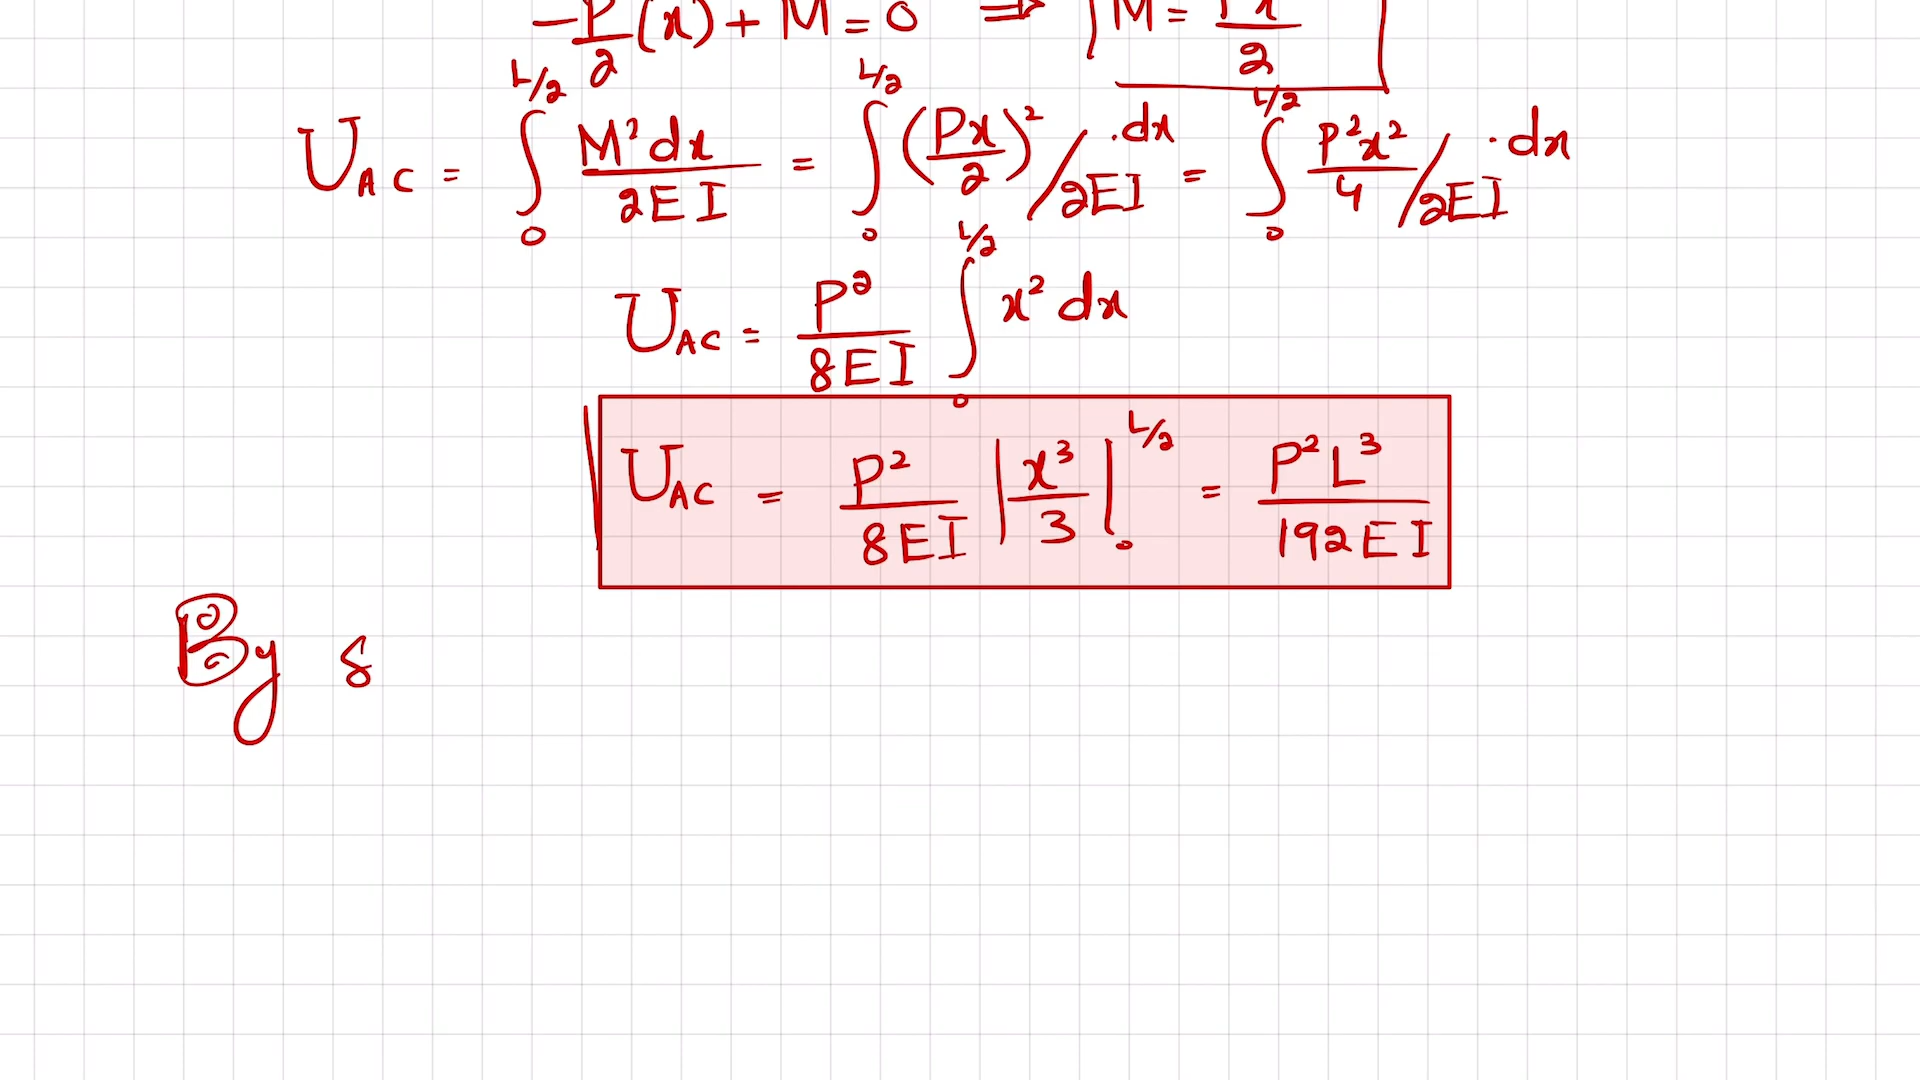 -P/2 (x) + M = 0 ⇒ M = Px/2
U_AC = ∫₀^{L/2} M² dx / 2EI = ∫₀^{L/2} (Px/2)² / 2EI . dx = ∫₀^{L/2} P²x²/4 / 2EI . dx
U_AC = P²/8EI ∫₀^{L/2} x² dx
U_AC = P²/8EI |x³/3|₀^{L/2} = P²L³/192EI
By s